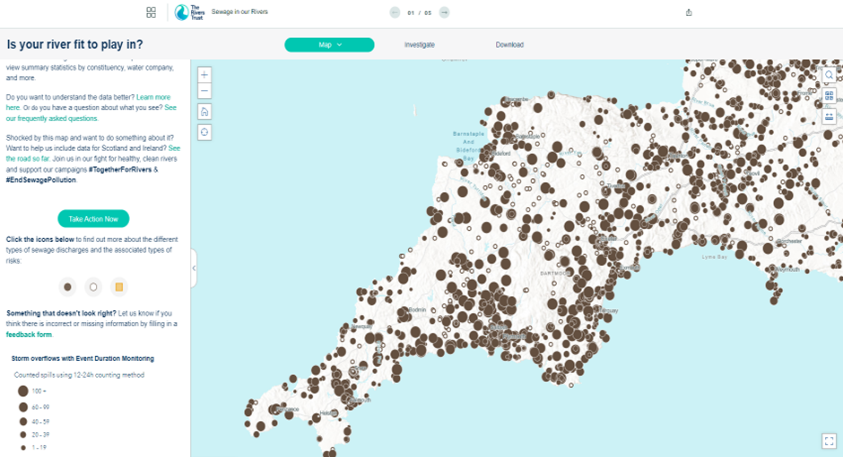 The
Rivers
Trust
Sewage in our Rivers
01 / 05
Is your river fit to play in?
Map
Investigate
Download
view summary statistics by constituency, water company,
and more.
Do you want to understand the data better? Learn more
here. Or do you have a question about what you see? See
our frequently asked questions.
Shocked by this map and want to do something about it?
Want to help us include data for Scotland and Ireland? See
the road so far. Join us in our fight for healthy, clean rivers
and support our campaigns #TogetherForRivers &
#EndSewagePollution.
Take Action Now
Click the icons below to find out more about the different
types of sewage discharges and the associated types of
risks.
Something that doesn't look right? Let us know if you
think there is incorrect or missing information by filling in a
feedback form.
Storm overflows with Event Duration Monitoring
Counted spills using 12-24h counting method
100 +
60 - 99
40 - 59
20 - 39
1 - 19
Barnstaple
And
Bideford
Bay
Bideford
DARTMOOR
Bodmin
Newquay
Torquay
Lyme Bay
Dorchester
Weymouth
Penzance